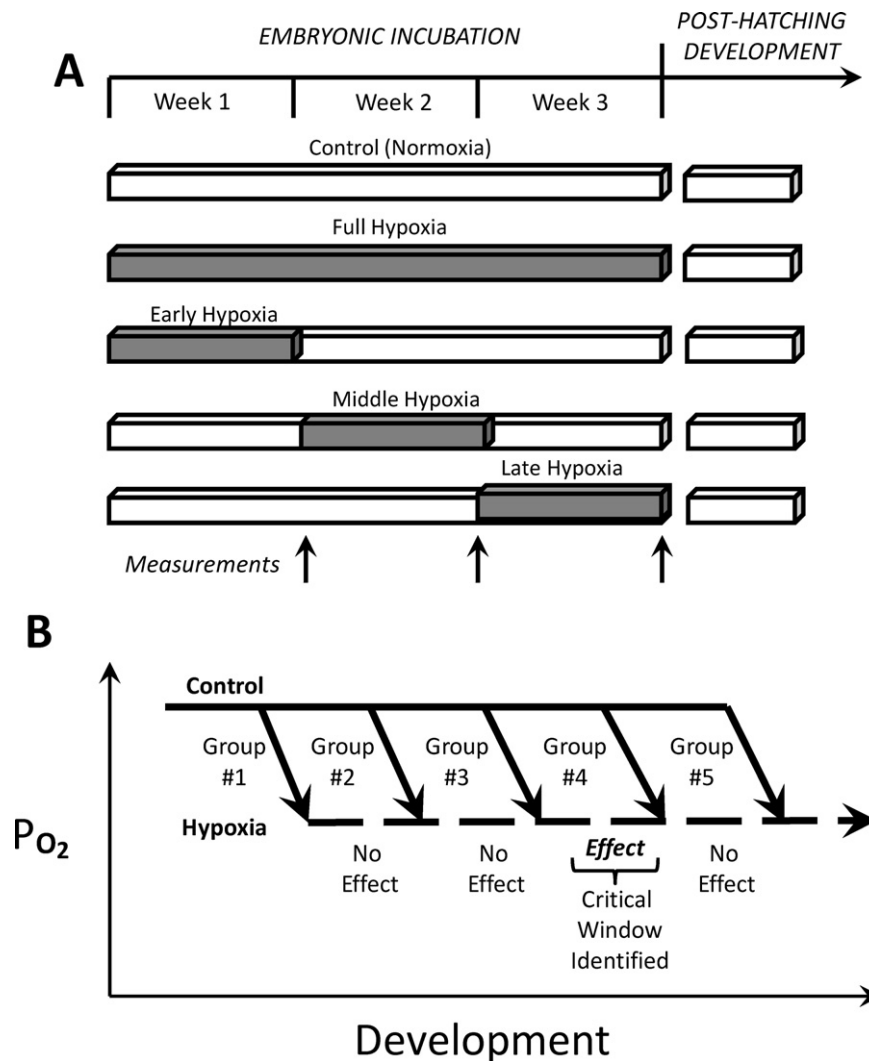 EMBRYONIC INCUBATION
POST-HATCHING
DEVELOPMENT
A
Week 1
Week 2
Week 3
Control (Normoxia)
Full Hypoxia
Early Hypoxia
Middle Hypoxia
Late Hypoxia
Measurements
B
Control
Group
#1
Group
#2
Group
#3
Group
#4
Group
#5
Hypoxia
PO2
No
Effect
No
Effect
Effect
Critical
Window
Identified
No
Effect
Development